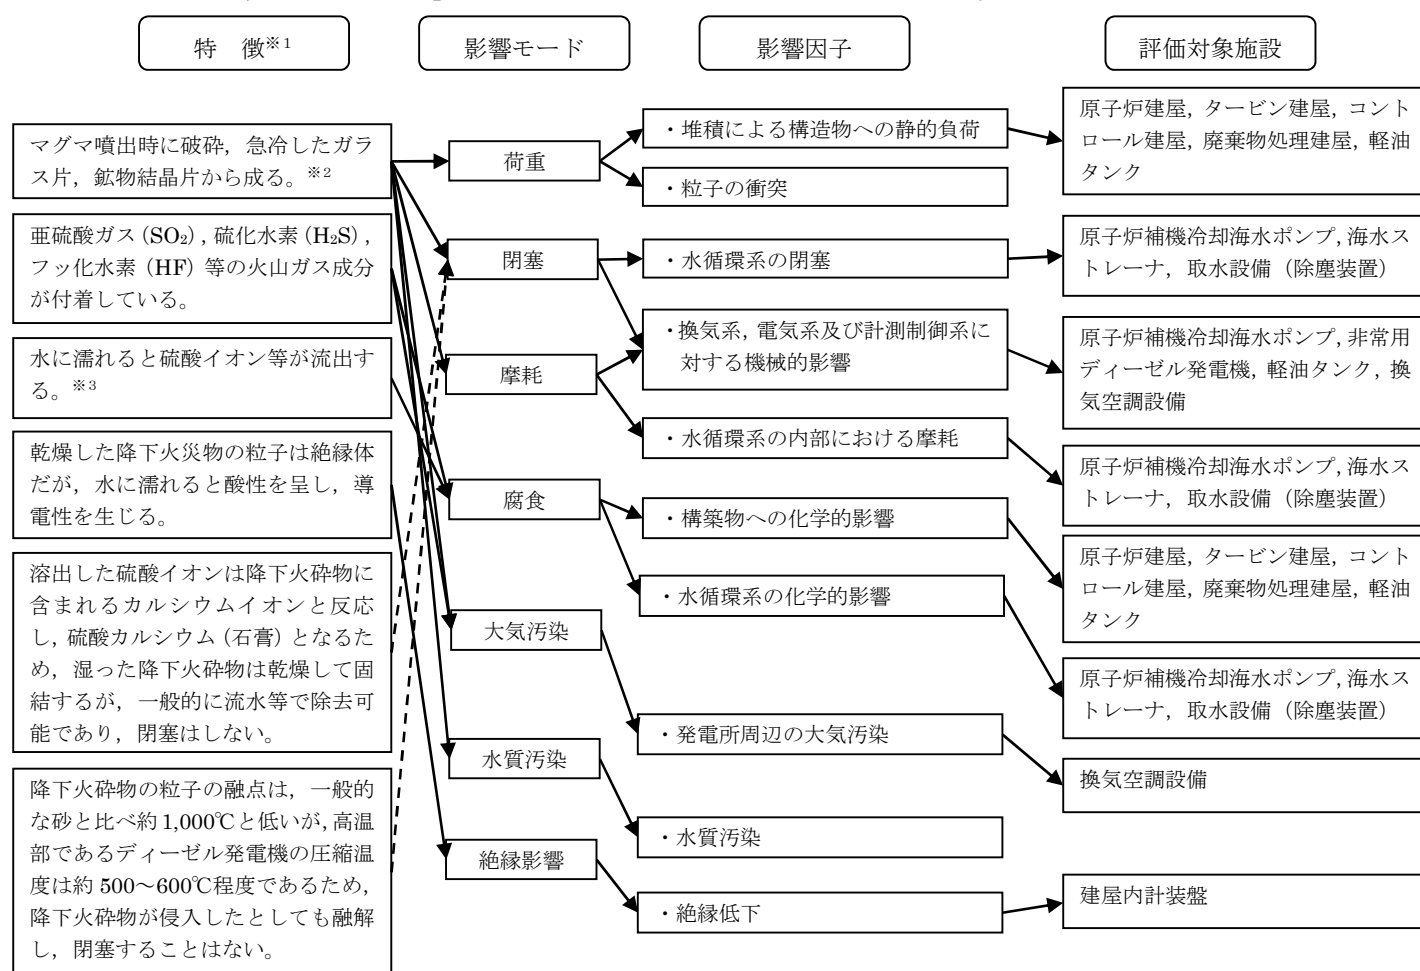 特　徴※1
影響モード
影響因子
評価対象施設
マグマ噴出時に破砕，急冷したガラ
ス片，鉱物結晶片から成る。※2
亜硫酸ガス（SO₂），硫化水素（H₂S），
フッ化水素（HF）等の火山ガス成分
が付着している。
水に濡れると硫酸イオン等が流出す
る。※3
乾燥した降下火災物の粒子は絶縁体
だが，水に濡れると酸性を呈し，導
電性を生じる。
溶出した硫酸イオンは降下火砕物に
含まれるカルシウムイオンと反応
し，硫酸カルシウム（石膏）となるた
め，湿った降下火砕物は乾燥して固
結するが，一般的に流水等で除去可
能であり，閉塞はしない。
降下火砕物の粒子の融点は，一般的
な砂と比べ約1,000℃と低いが，高温
部であるディーゼル発電機の圧縮温
度は約 500～600℃程度であるため，
降下火砕物が侵入したとしても融解
し，閉塞することはない。
荷重
閉塞
摩耗
腐食
大気汚染
水質汚染
絶縁影響
・堆積による構造物への静的負荷
・粒子の衝突
・水循環系の閉塞
・換気系，電気系及び計測制御系に
対する機械的影響
・水循環系の内部における摩耗
・構築物への化学的影響
・水循環系の化学的影響
・発電所周辺の大気汚染
・水質汚染
・絶縁低下
原子炉建屋，タービン建屋，コント
ロール建屋，廃棄物処理建屋，軽油
タンク
原子炉補機冷却海水ポンプ，海水ス
トレーナ，取水設備（除塵装置）
原子炉補機冷却海水ポンプ，非常用
ディーゼル発電機，軽油タンク，換
気空調設備
原子炉補機冷却海水ポンプ，海水ス
トレーナ，取水設備（除塵装置）
原子炉建屋，タービン建屋，コント
ロール建屋，廃棄物処理建屋，軽油
タンク
原子炉補機冷却海水ポンプ，海水ス
トレーナ，取水設備（除塵装置）
換気空調設備
建屋内計装盤